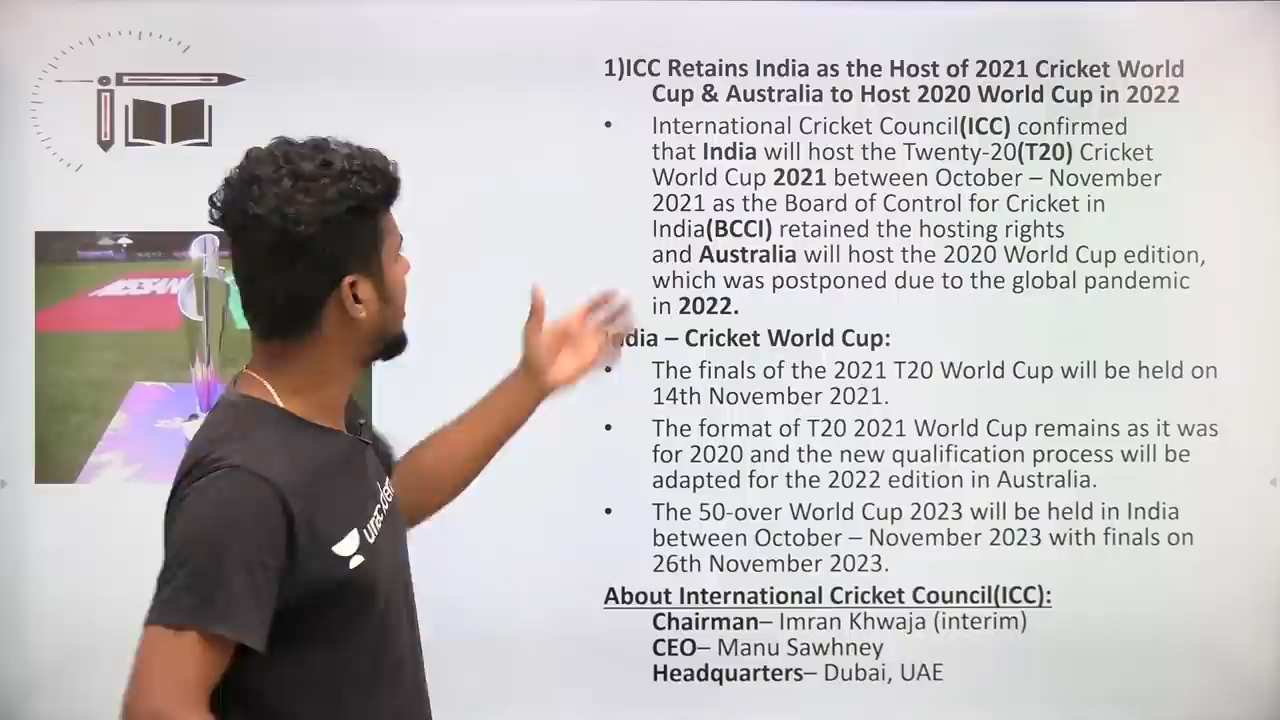 1)ICC Retains India as the Host of 2021 Cricket World
Cup & Australia to Host 2020 World Cup in 2022
• International Cricket Council(ICC) confirmed
that India will host the Twenty-20(T20) Cricket
World Cup 2021 between October – November
2021 as the Board of Control for Cricket in
India(BCCI) retained the hosting rights
and Australia will host the 2020 World Cup edition,
which was postponed due to the global pandemic
in 2022.
India – Cricket World Cup:
• The finals of the 2021 T20 World Cup will be held on
14th November 2021.
• The format of T20 2021 World Cup remains as it was
for 2020 and the new qualification process will be
adapted for the 2022 edition in Australia.
• The 50-over World Cup 2023 will be held in India
between October – November 2023 with finals on
26th November 2023.
About International Cricket Council(ICC):
Chairman– Imran Khwaja (interim)
CEO– Manu Sawhney
Headquarters– Dubai, UAE